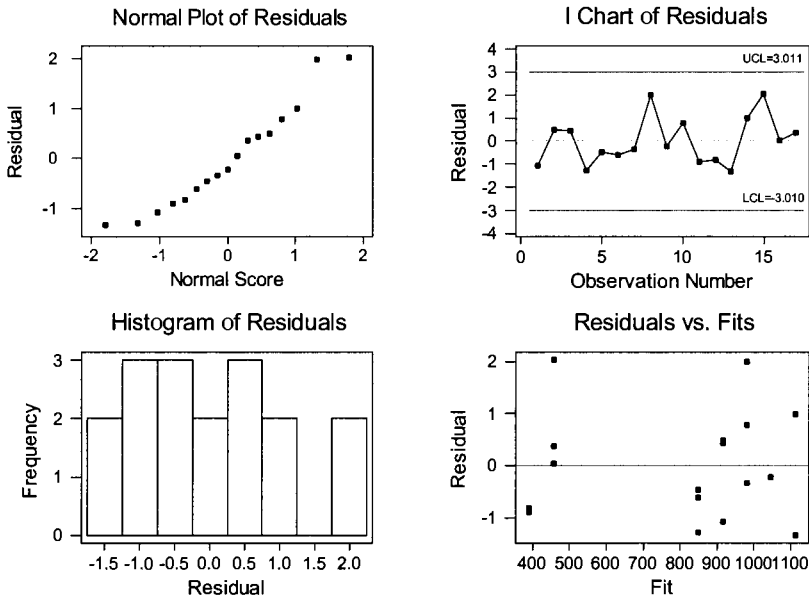 Normal Plot of Residuals
2
1
0
-1
Residual
-2 -1 0 1 2
Normal Score
I Chart of Residuals
4
3
2
1
0
-1
-2
-3
-4
Residual
UCL=3.011
LCL=-3.010
0 5 10 15
Observation Number
Histogram of Residuals
3
2
1
0
Frequency
-1.5 -1.0 -0.5 0.0 0.5 1.0 1.5 2.0
Residual
Residuals vs. Fits
2
1
0
-1
Residual
400 500 600 700 800 900 1000 1100
Fit